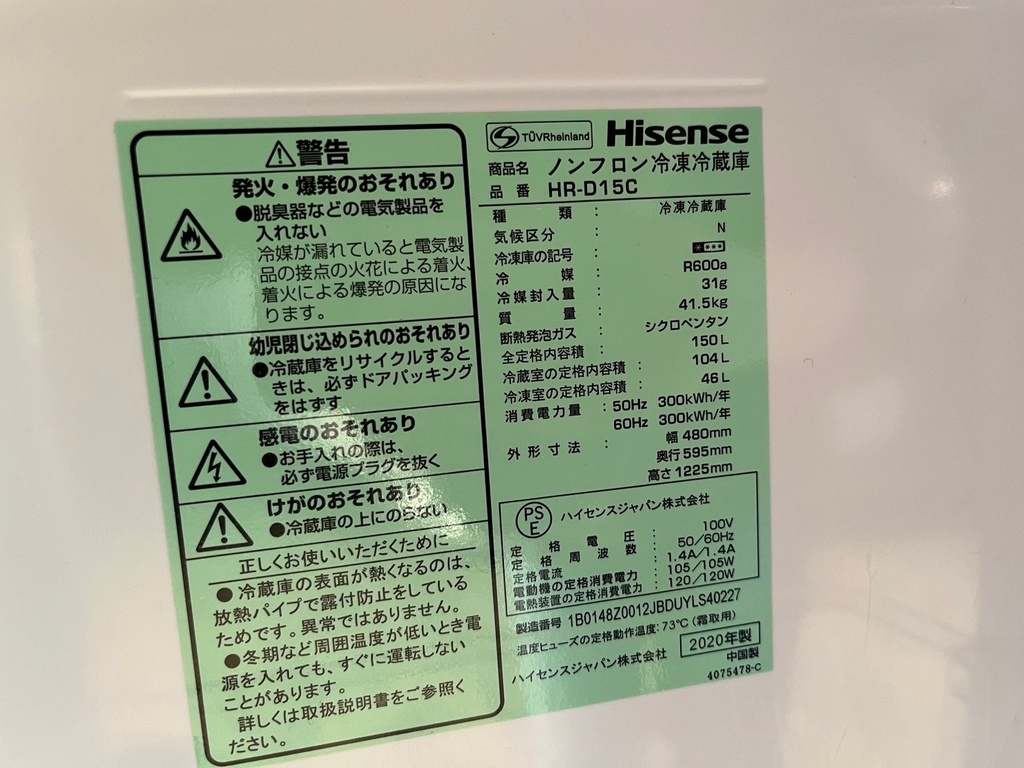 警告
発火・爆発のおそれあり
●脱臭器などの電気製品を
入れない
冷媒が漏れていると電気製
品の接点の火花による着火、
着火による爆発の原因にな
ります。
幼児閉じ込められのおそれあり
●冷蔵庫をリサイクルすると
きは、必ずドアパッキング
をはずす
感電のおそれあり
●お手入れの際は、
必ず電源プラグを抜く
けがのおそれあり
●冷蔵庫の上にのらない
正しくお使いいただくために
●冷蔵庫の表面が熱くなるのは、
放熱パイプで露付防止をしている
ためです。異常ではありません。
●冬期など周囲温度が低いとき電
源を入れても、すぐに運転しない
ことがあります。
詳しくは取扱説明書をご参照く
ださい。
TÜVRheinland Hisense
商品名 ノンフロン冷凍冷蔵庫
品番 HR-D15C
種類 : 冷凍冷蔵庫
気候区分 : N
冷凍庫の記号 : ****
冷媒 : R600a
冷媒封入量 : 31g
質量 : 41.5kg
断熱発泡ガス : シクロペンタン
全定格内容積 : 150L
冷蔵室の定格内容積 : 104L
冷凍室の定格内容積 : 46L
消費電力量 : 50Hz 300kWh/年
60Hz 300kWh/年
外形寸法 : 幅 480mm
奥行 595mm
高さ 1225mm
PSE ハイセンスジャパン株式会社
定格電圧 : 100V
定格周波数 : 50/60Hz
定格電流 : 1.4A/1.4A
電動機の定格消費電力 : 105/105W
電熱装置の定格消費電力 : 120/120W
製造番号 1B0148Z0012JBDUYLS40227
温度ヒューズの定格動作温度:73℃(霜取用)
ハイセンスジャパン株式会社 2020年製
中国製
4075478-C